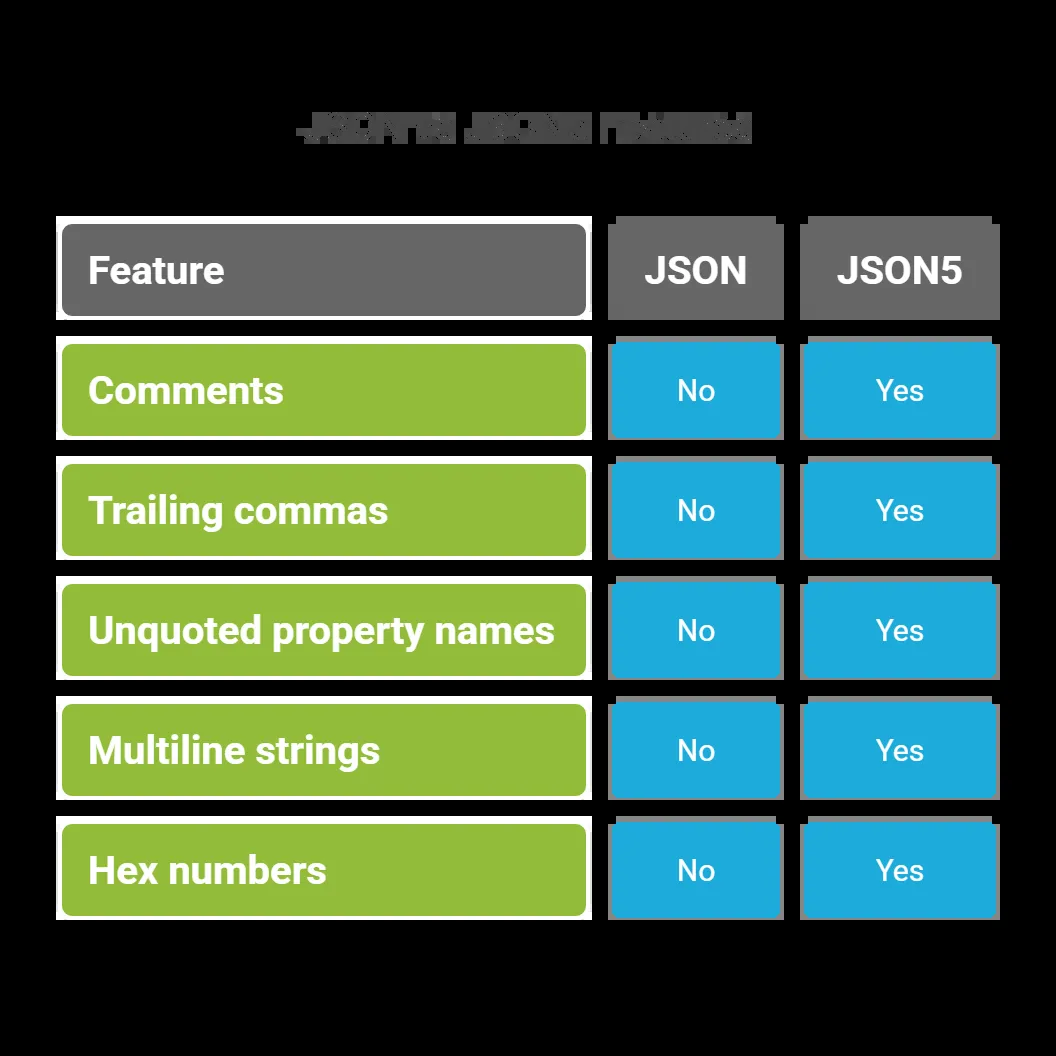 Feature JSON JSON5
Comments No Yes
Trailing commas No Yes
Unquoted property names No Yes
Multiline strings No Yes
Hex numbers No Yes